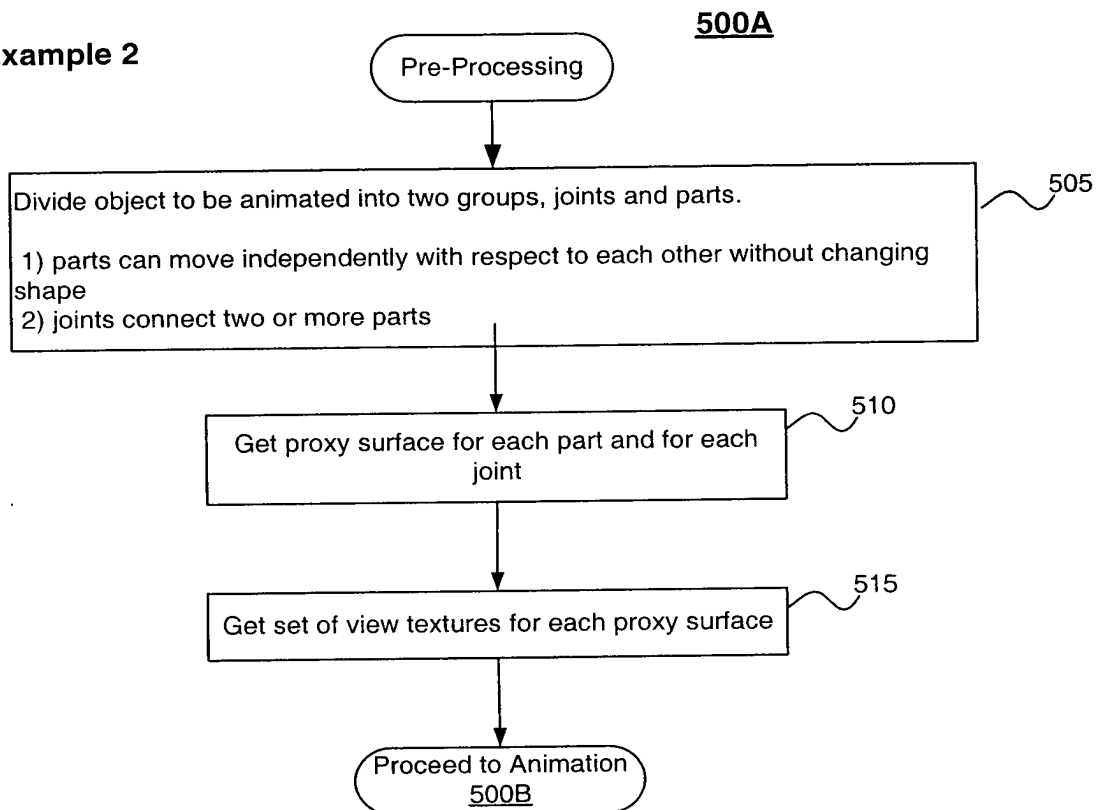 500A
xample 2
Pre-Processing
Divide object to be animated into two groups, joints and parts.
505
1) parts can move independently with respect to each other without changing
shape
2) joints connect two or more parts
510
Get proxy surface for each part and for each
joint
515
Get set of view textures for each proxy surface
Proceed to Animation
500B